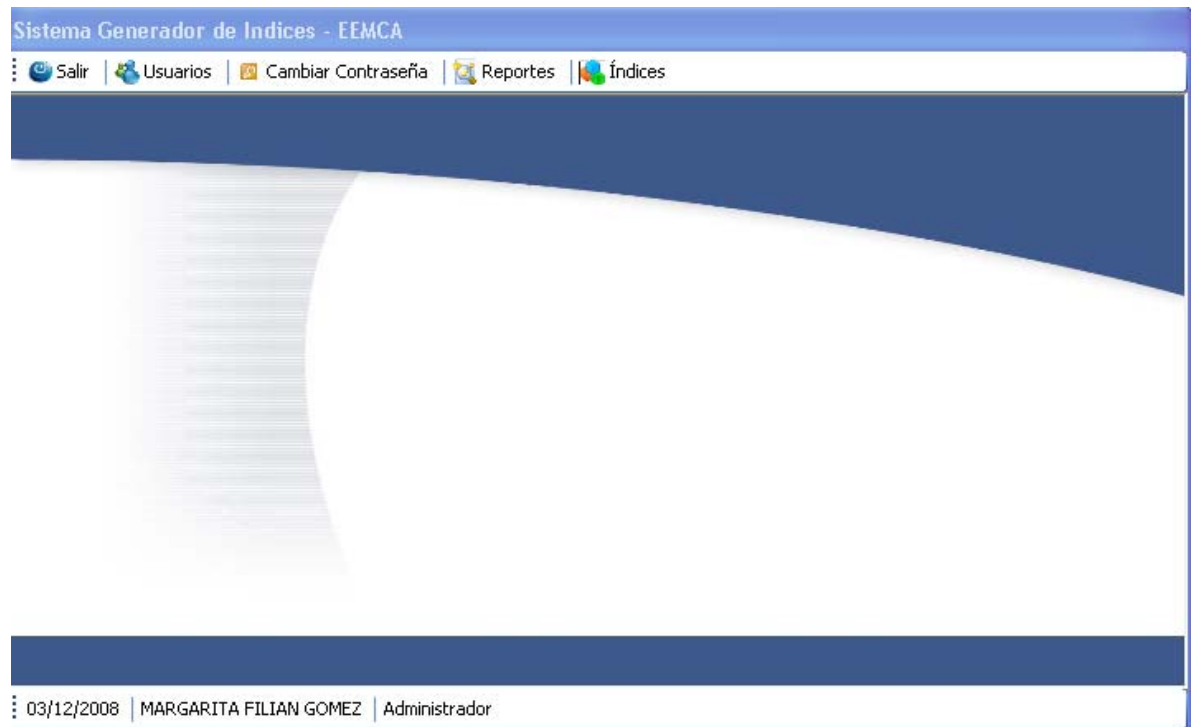 Sistema Generador de Indices - EEMCA
Salir Usuarios Cambiar Contraseña Reportes Índices
03/12/2008 MARGARITA FILIAN GOMEZ Administrador